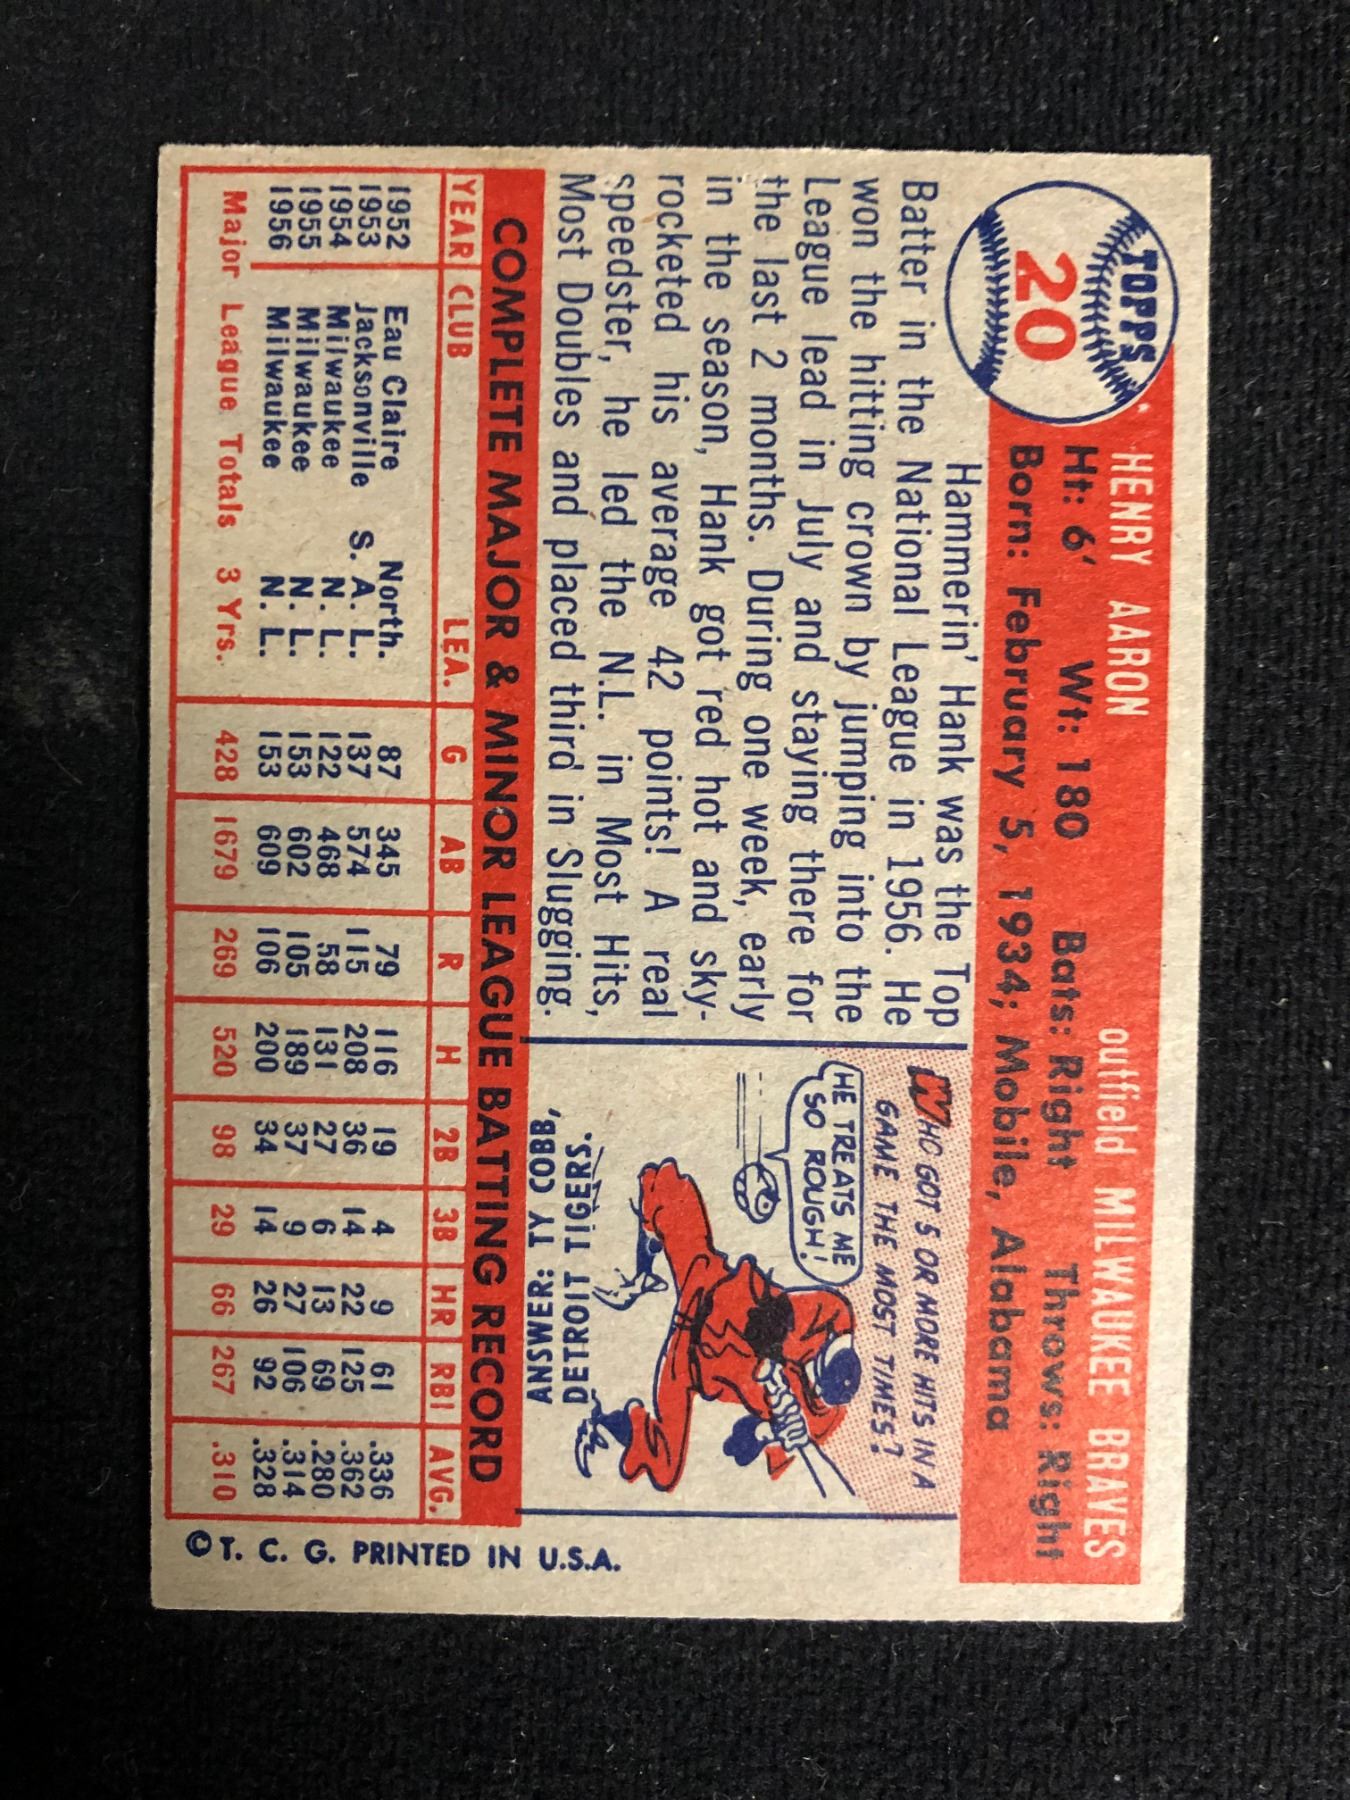 TOPPS
20
HENRY AARON outfield MILWAUKEE BRAVES
Ht: 6' Wt: 180 Bats: Right Throws: Right
Born: February 5, 1934; Mobile, Alabama
Hammerin' Hank was the Top
Batter in the National League in 1956. He
won the hitting crown by jumping into the
League lead in July and staying there for
the last 2 months. During one week, early
in the season, Hank got red hot and sky-
rocketed his average 42 points! A real
speedster, he led the N.L. in Most Hits,
Most Doubles and placed third in Slugging.
WHO GOT 5 OR MORE HITS IN A
GAME THE MOST TIMES?
HE TREATS ME
SO ROUGH!
ANSWER: TY COBB,
DETROIT TIGERS.
COMPLETE MAJOR & MINOR LEAGUE BATTING RECORD
YEAR CLUB LEA. G AB R H 2B 3B HR RBI AVG.
1952 Eau Claire North. 87 345 79 116 19 4 9 61 .336
1953 Jacksonville S. A. L. 137 574 115 208 36 14 22 125 .362
1954 Milwaukee N. L. 122 468 58 131 27 6 13 69 .280
1955 Milwaukee N. L. 153 602 105 189 37 9 27 106 .314
1956 Milwaukee N. L. 153 609 106 200 34 14 26 92 .328
Major League Totals 3 Yrs. 428 1679 269 520 98 29 66 267 .310
© T. C. G. PRINTED IN U.S.A.